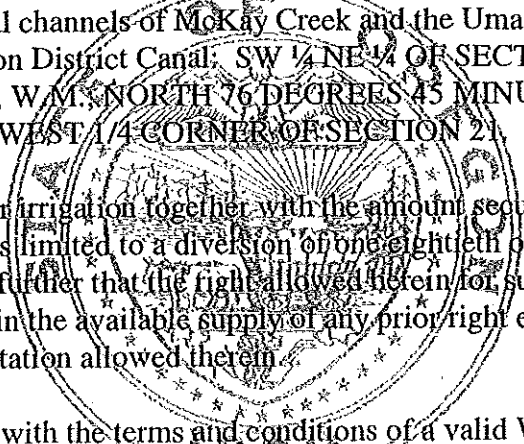 l channels of McKay Creek and the Uma
on District Canal: SW ¼ NE ¼ OF SECT
, W.M.; NORTH 76 DEGREES 45 MINU
WEST 1/4 CORNER OF SECTION 21.
r irrigation together with the amount secu
s limited to a diversion of one-eightieth o
further that the right allowed herein for su
in the available supply of any prior right e
tation allowed therein.
with the terms and conditions of a valid W